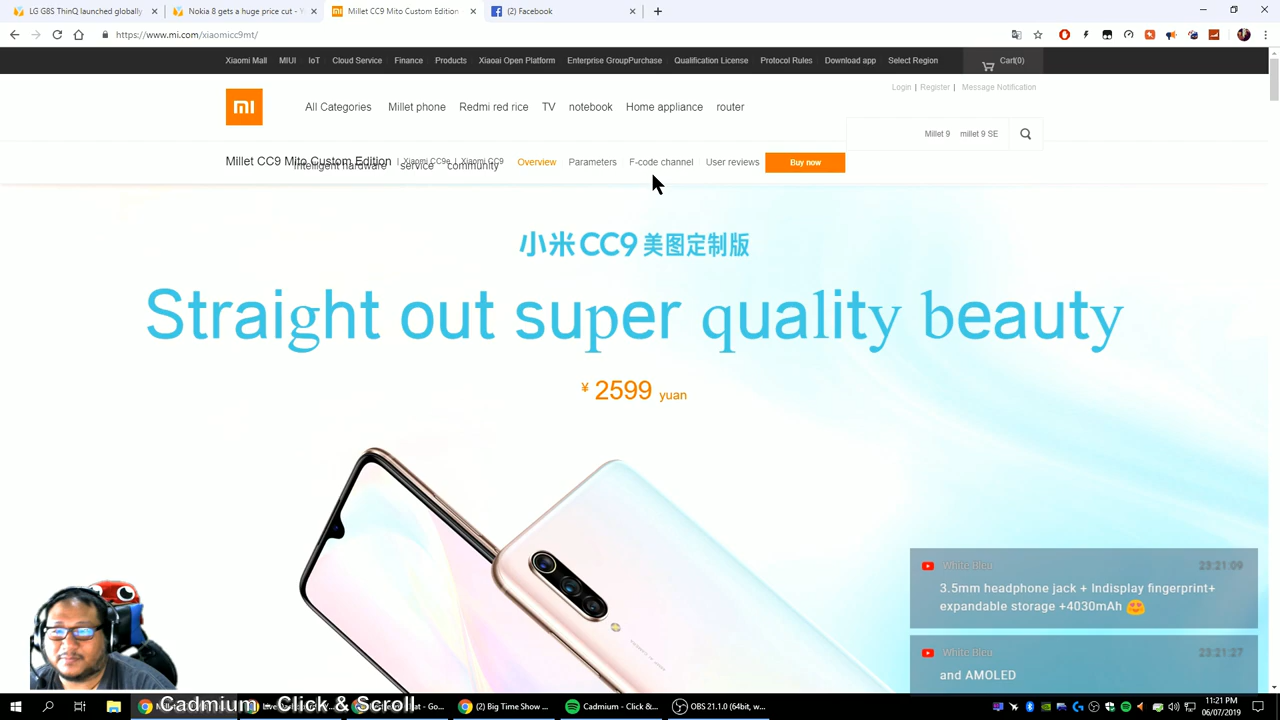 LG G8S ThinQ launched globally
Nokia 8 gets a huge price cut - Y
Millet CC9 Mito Custom Edition
(2) Facebook
https://www.mi.com/xiaomicc9mt/
Xiaomi Mall MIUI IoT Cloud Service Finance Products Xiaoai Open Platform Enterprise GroupPurchase Qualification License Protocol Rules Download app Select Region Cart(0)
Login | Register | Message Notification
mi All Categories Millet phone Redmi red rice TV notebook Home appliance router
Millet 9 millet 9 SE
Millet CC9 Mito Custom Edition | Xiaomi CC9e | Xiaomi CC9 Overview Parameters F-code channel User reviews Buy now
Intelligent hardware service community
小米CC9 美图定制版
Straight out super quality beauty
¥ 2599 yuan
White Bleu 23:21:09
3.5mm headphone jack + Indisplay fingerprint+
expandable storage +4030mAh
White Bleu 23:21:27
and AMOLED
Cadmium - Click & Scroll
(2) Big Time Show ...
Cadmium - Click&...
OBS 21.1.0 (64bit, w...
11:21 PM
06/07/2019